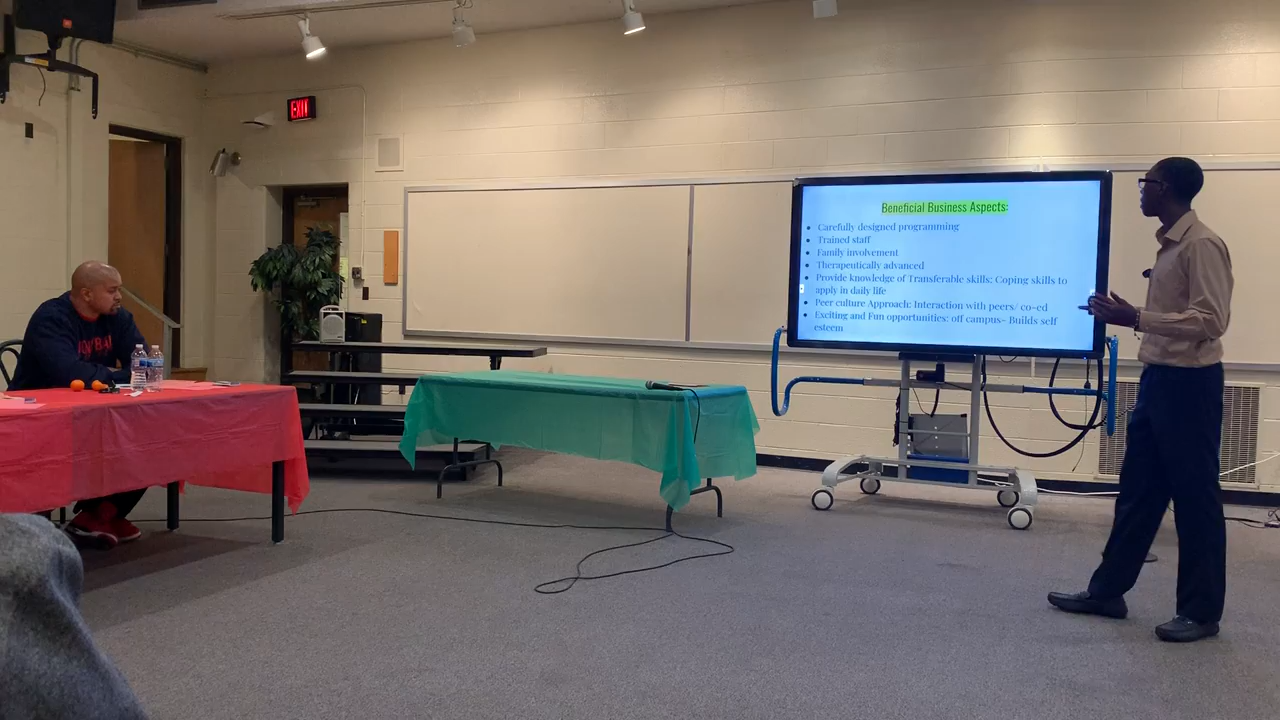 EXIT
Beneficial Business Aspects:
• Carefully designed programming
• Trained staff
• Family involvement
• Therapeutically advanced
• Provide knowledge of Transferable skills: Coping skills to
apply in daily life
• Peer culture Approach: Interaction with peers/ co-ed
• Exciting and Fun opportunities: off campus- Builds self
esteem